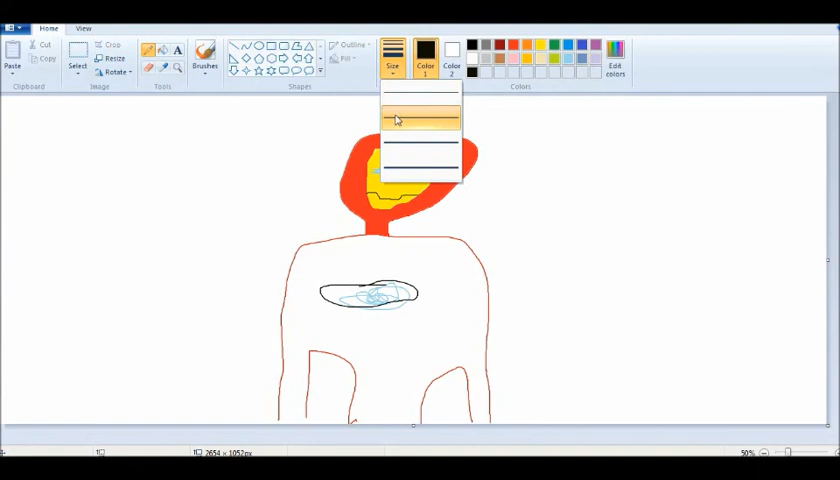 Home View
Cut
Copy
Paste
Clipboard
Crop
Resize
Rotate
Select
Image
Tools
Brushes
Shapes
Outline
Fill
Size
Color 1
Color 2
Edit colors
Colors
2654 × 1052px
50%